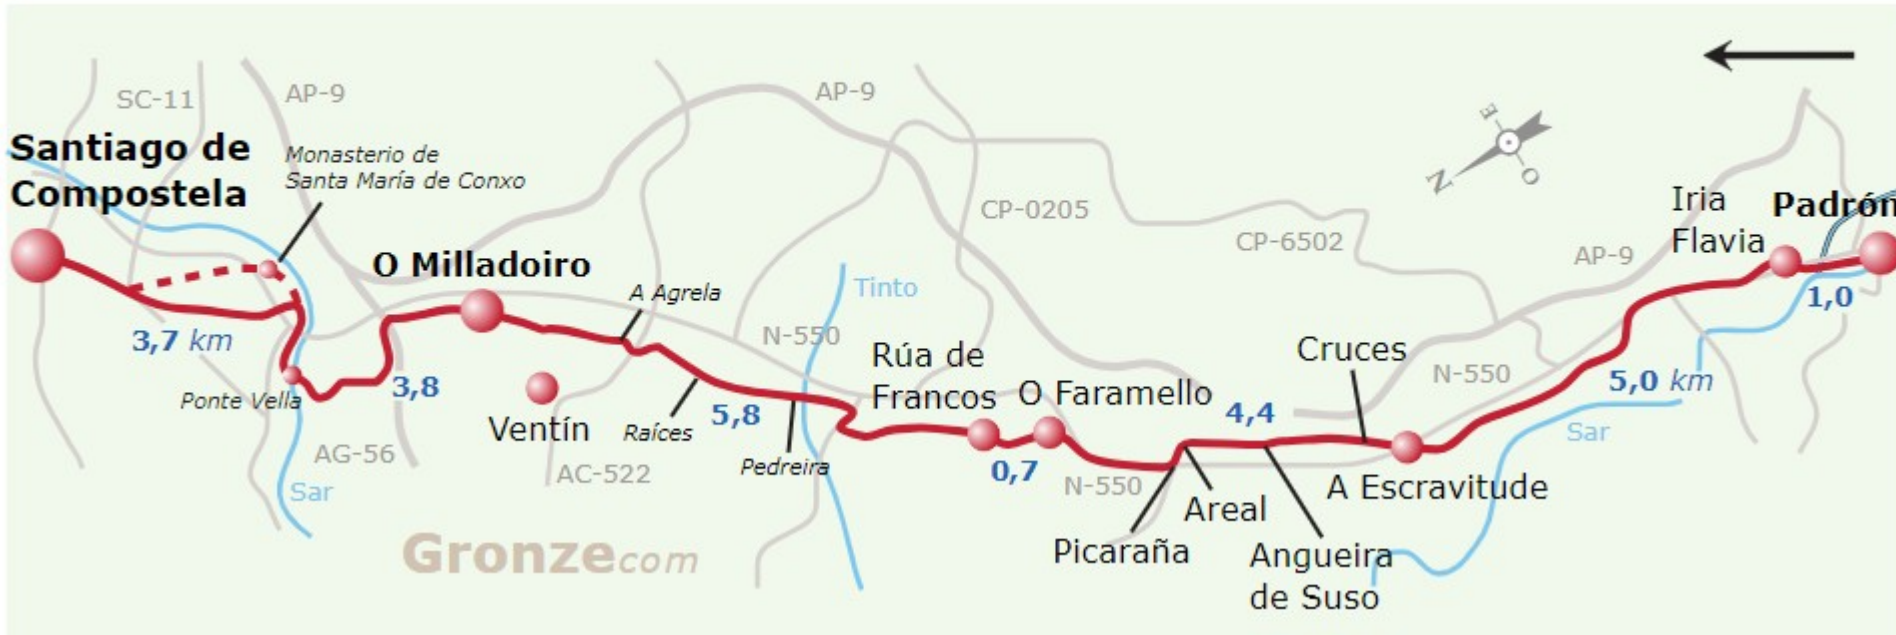 SC-11
AP-9
AP-9
Santiago de
Compostela
Monasterio de
Santa María de Conxo
O Milladoiro
A Agrela
Tinto
N-550
CP-0205
CP-6502
AP-9
E
N
O
Iria
Flavia
Padrón
1,0
3,7 km
3,8
Ponte Vella
Ventín
Raíces
5,8
Pedreira
Rúa de
Francos
O Faramello
0,7
4,4
Cruces
N-550
5,0 km
Sar
AG-56
Sar
AC-522
N-550
Areal
A Escravitude
Picaraña
Angueira
de Suso
Gronze.com